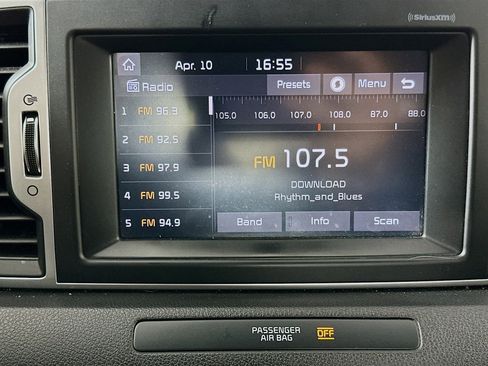 SiriusXM
Apr. 10 16:55
Radio Presets Menu
1 FM 96.3
2 FM 92.5
3 FM 97.9
4 FM 99.5
5 FM 94.9
105.0 106.0 107.0 108.0 87.0 88.0
FM 107.5
DOWNLOAD
Rhythm_and_Blues
Band Info Scan
PASSENGER
AIR BAG OFF